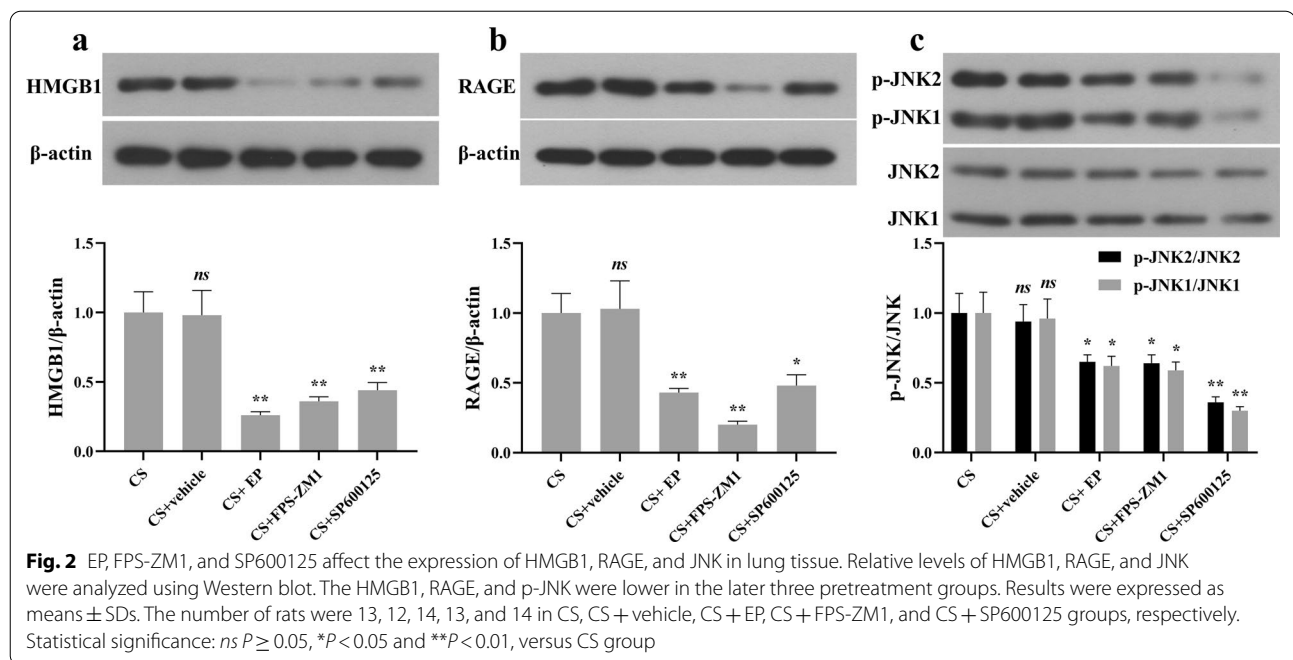 a
HMGB1
β-actin
1.5
1.0
0.5
0.0
HMGB1/β-actin
ns
**
**
**
CS
CS+vehicle
CS+ EP
CS+FPS-ZM1
CS+SP600125
b
RAGE
β-actin
1.5
1.0
0.5
0.0
RAGE/β-actin
ns
**
**
*
CS
CS+vehicle
CS+ EP
CS+FPS-ZM1
CS+SP600125
c
p-JNK2
p-JNK1
JNK2
JNK1
1.5
1.0
0.5
0.0
p-JNK/JNK
p-JNK2/JNK2
p-JNK1/JNK1
ns ns
* *
* *
** **
CS
CS+vehicle
CS+ EP
CS+FPS-ZM1
CS+SP600125
Fig. 2 EP, FPS-ZM1, and SP600125 affect the expression of HMGB1, RAGE, and JNK in lung tissue. Relative levels of HMGB1, RAGE, and JNK
were analyzed using Western blot. The HMGB1, RAGE, and p-JNK were lower in the later three pretreatment groups. Results were expressed as
means ± SDs. The number of rats were 13, 12, 14, 13, and 14 in CS, CS + vehicle, CS + EP, CS + FPS-ZM1, and CS + SP600125 groups, respectively.
Statistical significance: ns P ≥ 0.05, *P < 0.05 and **P < 0.01, versus CS group